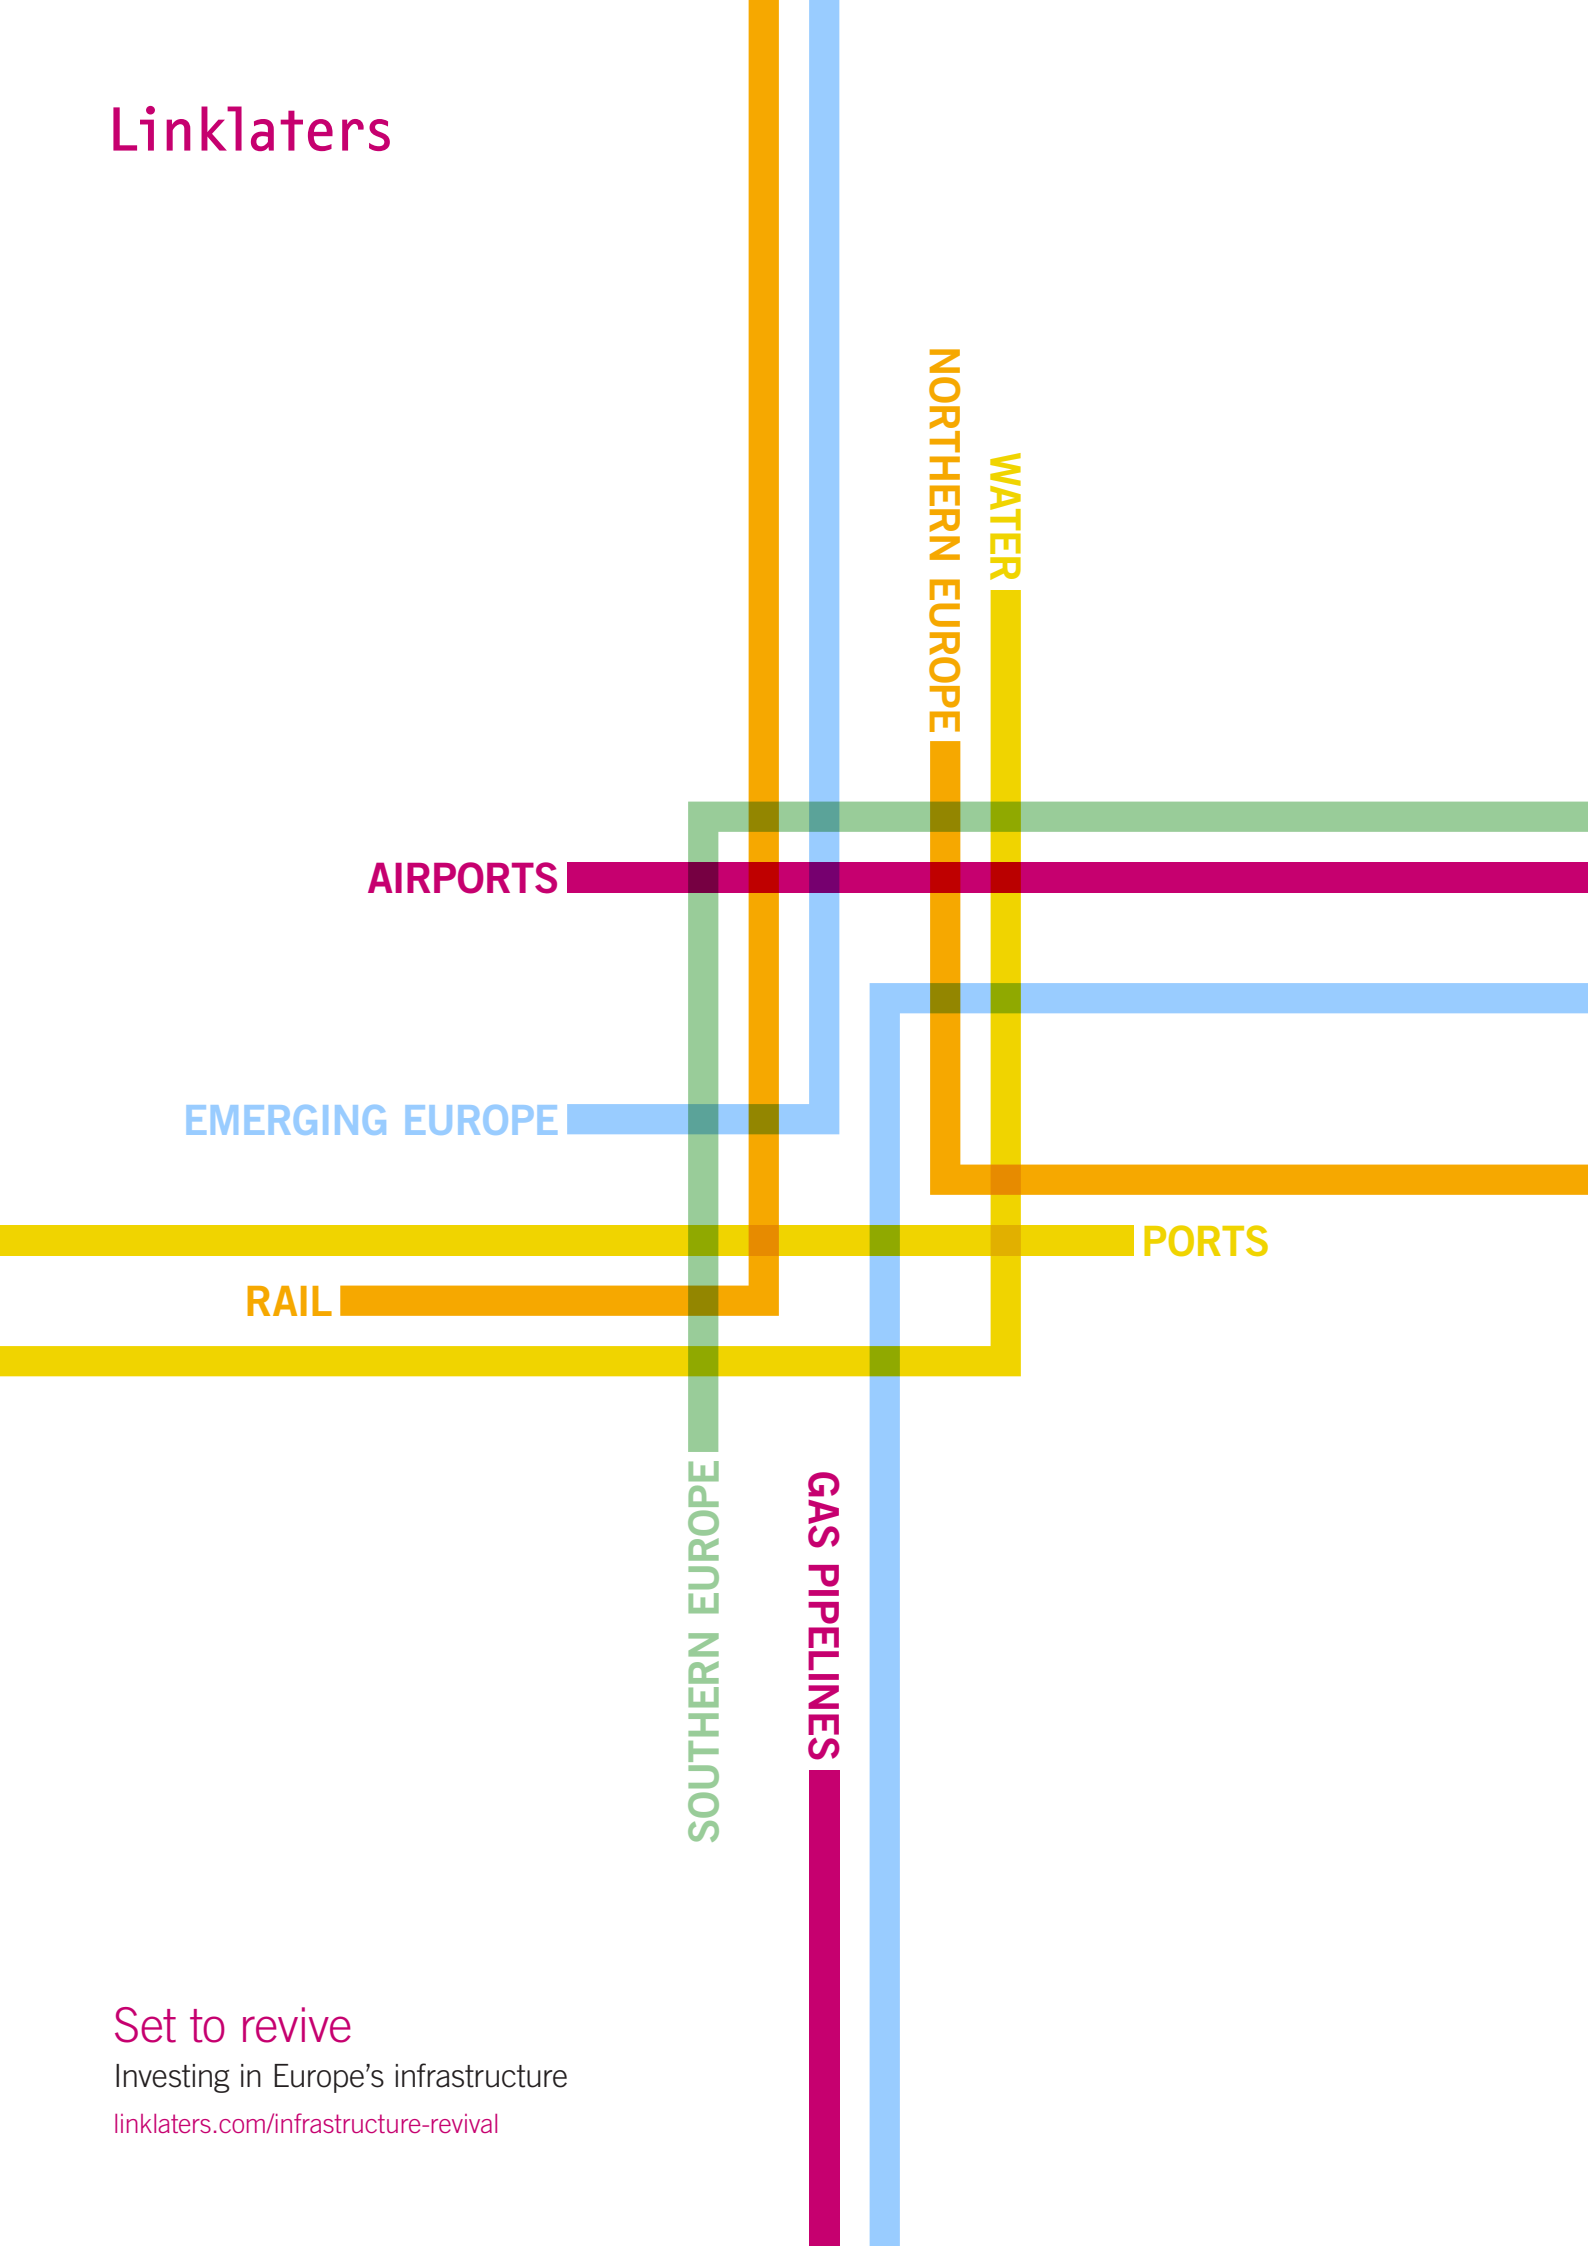 Linklaters
NORTHERN EUROPE
WATER
AIRPORTS
EMERGING EUROPE
PORTS
RAIL
SOUTHERN EUROPE
GAS PIPELINES
Set to revive
Investing in Europe’s infrastructure
linklaters.com/infrastructure-revival